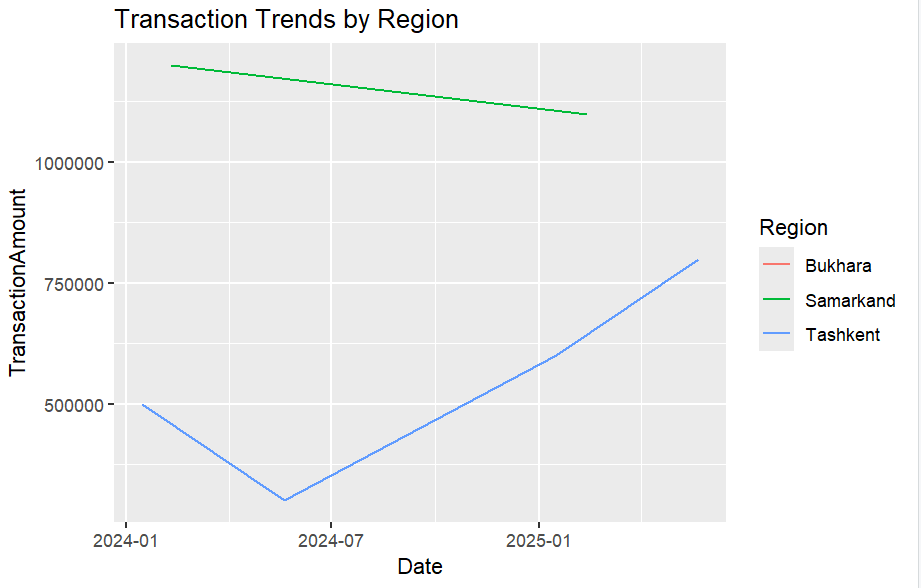 Transaction Trends by Region
TransactionAmount
1000000
750000
500000
2024-01
2024-07
2025-01
Date
Region
Bukhara
Samarkand
Tashkent